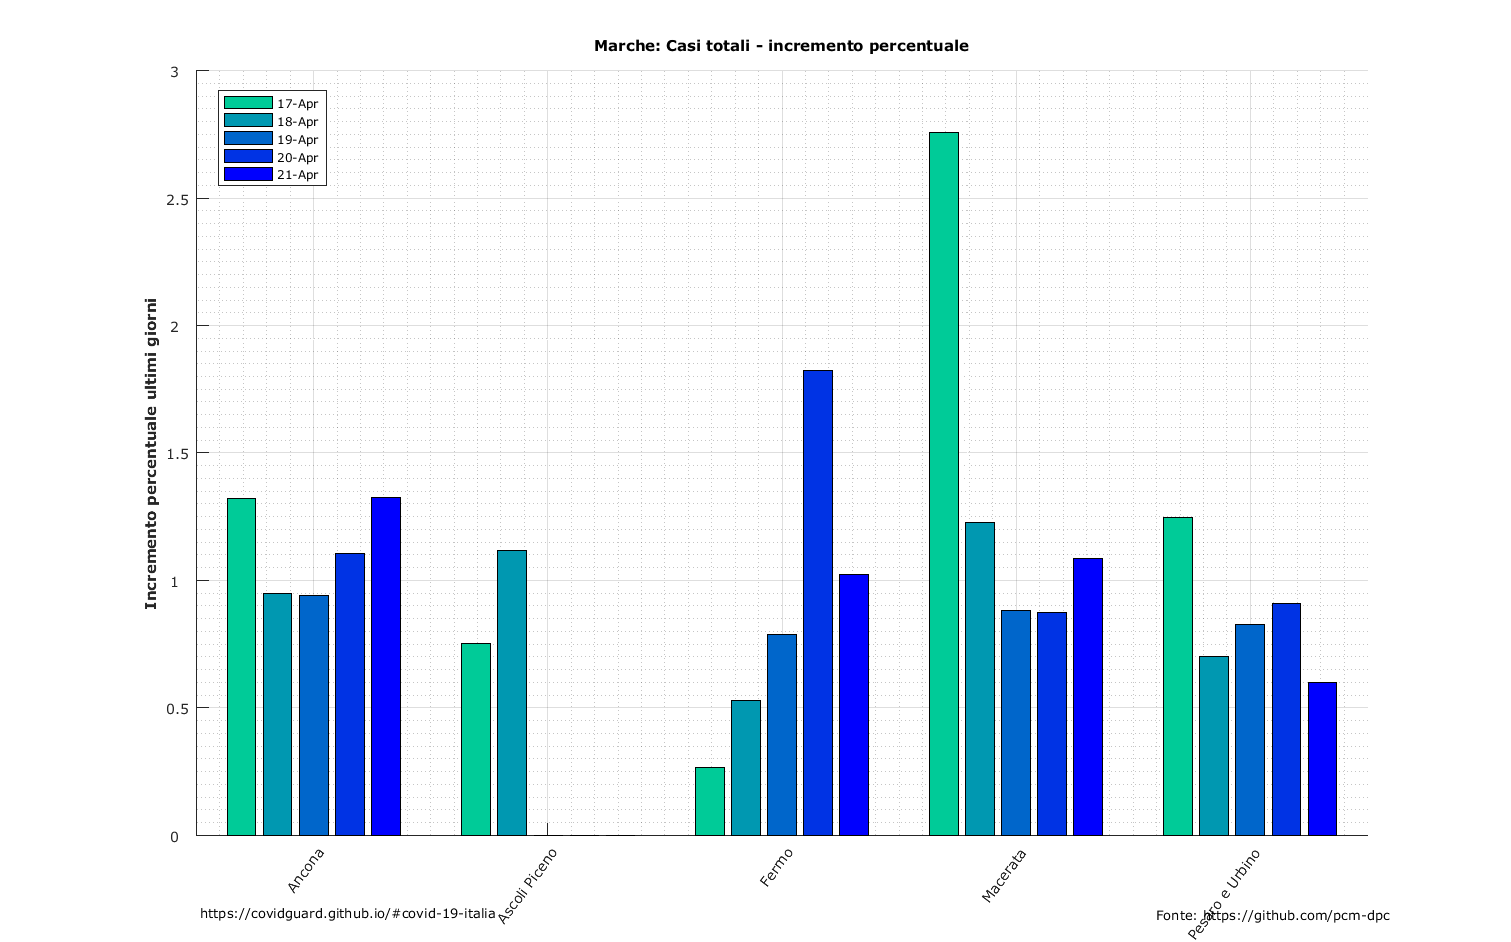 Marche: Casi totali - incremento percentuale
3
2.5
2
1.5
1
0.5
0
Incremento percentuale ultimi giorni
17-Apr
18-Apr
19-Apr
20-Apr
21-Apr
Ancona
Ascoli Piceno
Fermo
Macerata
Pesaro e Urbino
https://covidguard.github.io/#covid-19-italia
Fonte: https://github.com/pcm-dpc